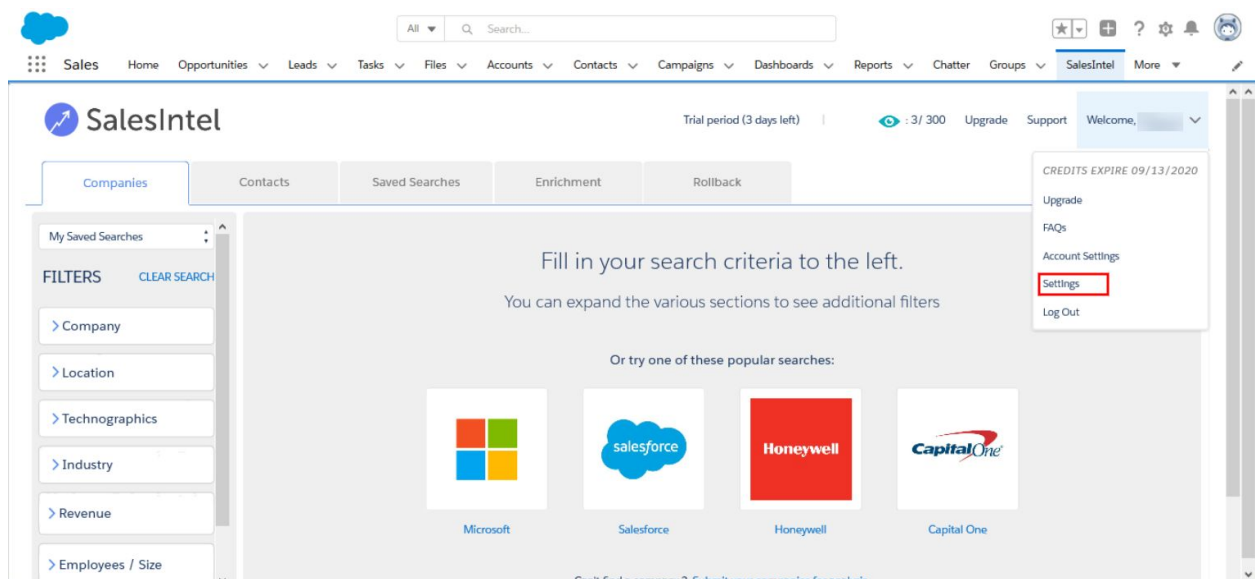 All Search...
Sales Home Opportunities Leads Tasks Files Accounts Contacts Campaigns Dashboards Reports Chatter Groups SalesIntel More
SalesIntel Trial period (3 days left) | : 3/ 300 Upgrade Support Welcome,
CREDITS EXPIRE 09/13/2020
Upgrade
FAQs
Account Settings
Settings
Log Out
Companies Contacts Saved Searches Enrichment Rollback
My Saved Searches
FILTERS CLEAR SEARCH
Company
Location
Technographics
Industry
Revenue
Employees / Size
Fill in your search criteria to the left.
You can expand the various sections to see additional filters
Or try one of these popular searches:
salesforce
Honeywell
Capital One
Microsoft Salesforce Honeywell Capital One